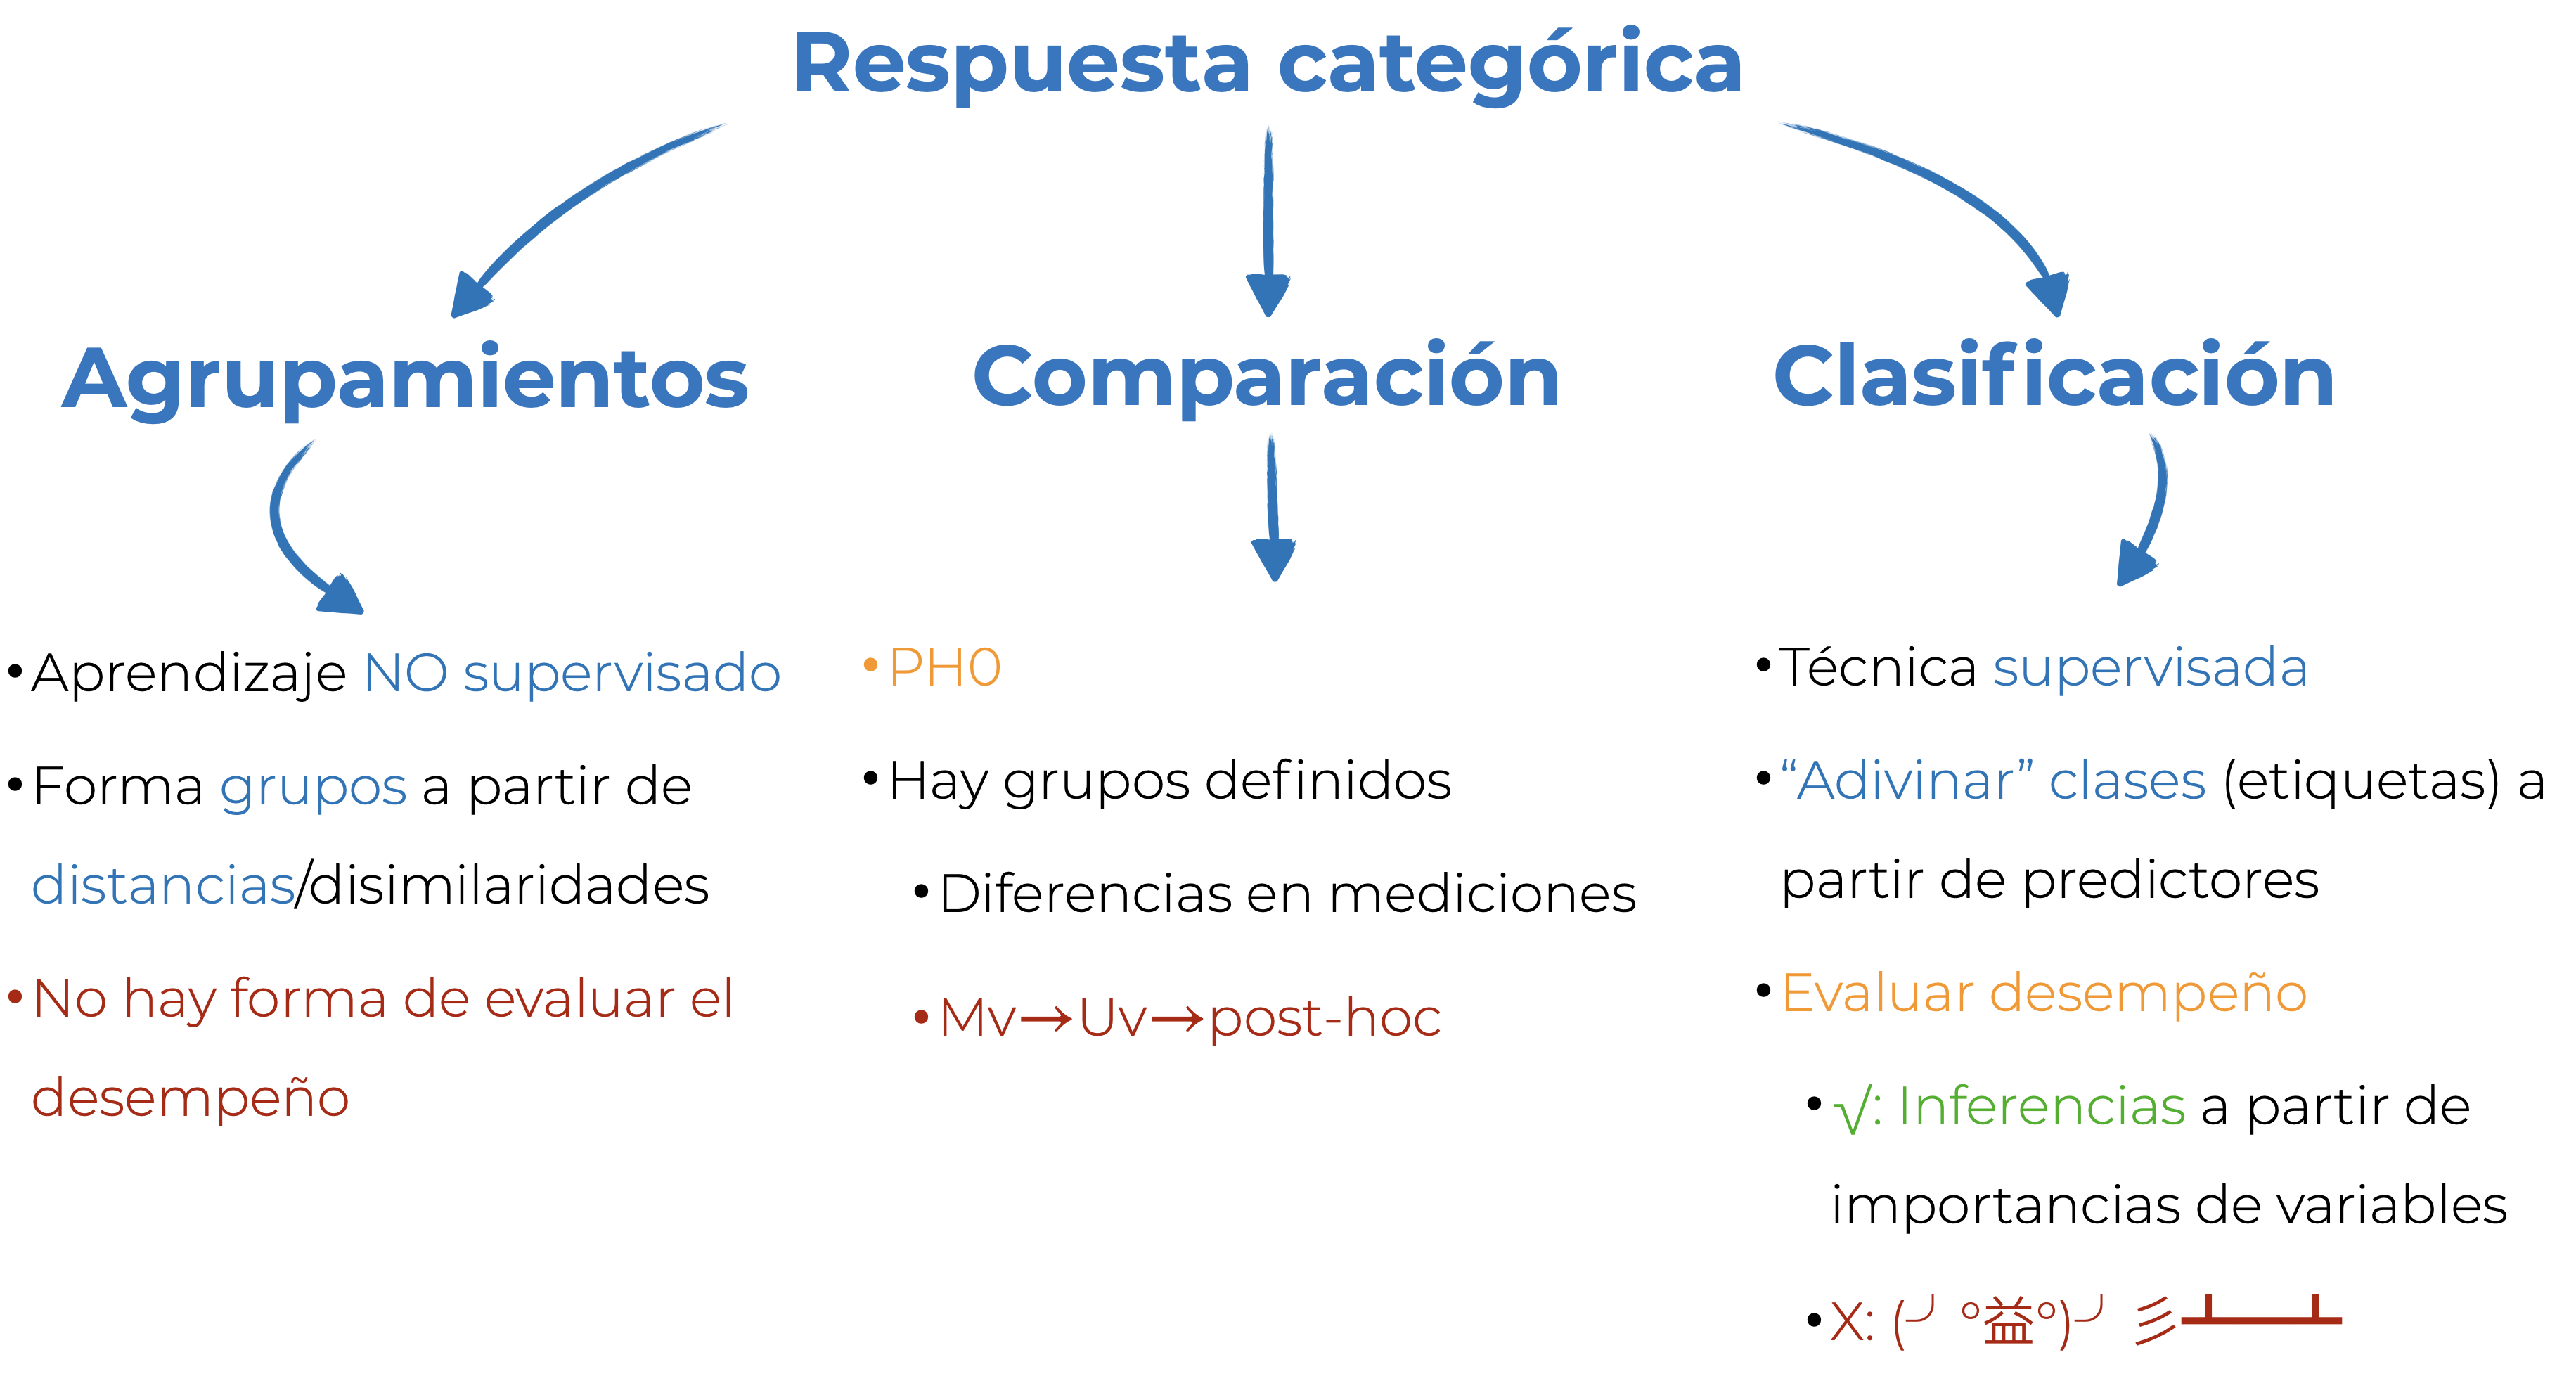 Respuesta categórica
Agrupamientos
Comparación
Clasificación
•Aprendizaje NO supervisado
•Forma grupos a partir de
distancias/disimilaridades
•No hay forma de evaluar el
desempeño
•PH0
•Hay grupos definidos
•Diferencias en mediciones
•Mv→Uv→post-hoc
•Técnica supervisada
•“Adivinar” clases (etiquetas) a
partir de predictores
•Evaluar desempeño
•√: Inferencias a partir de
importancias de variables
•X: (╯°益°)╯彡┻━┻